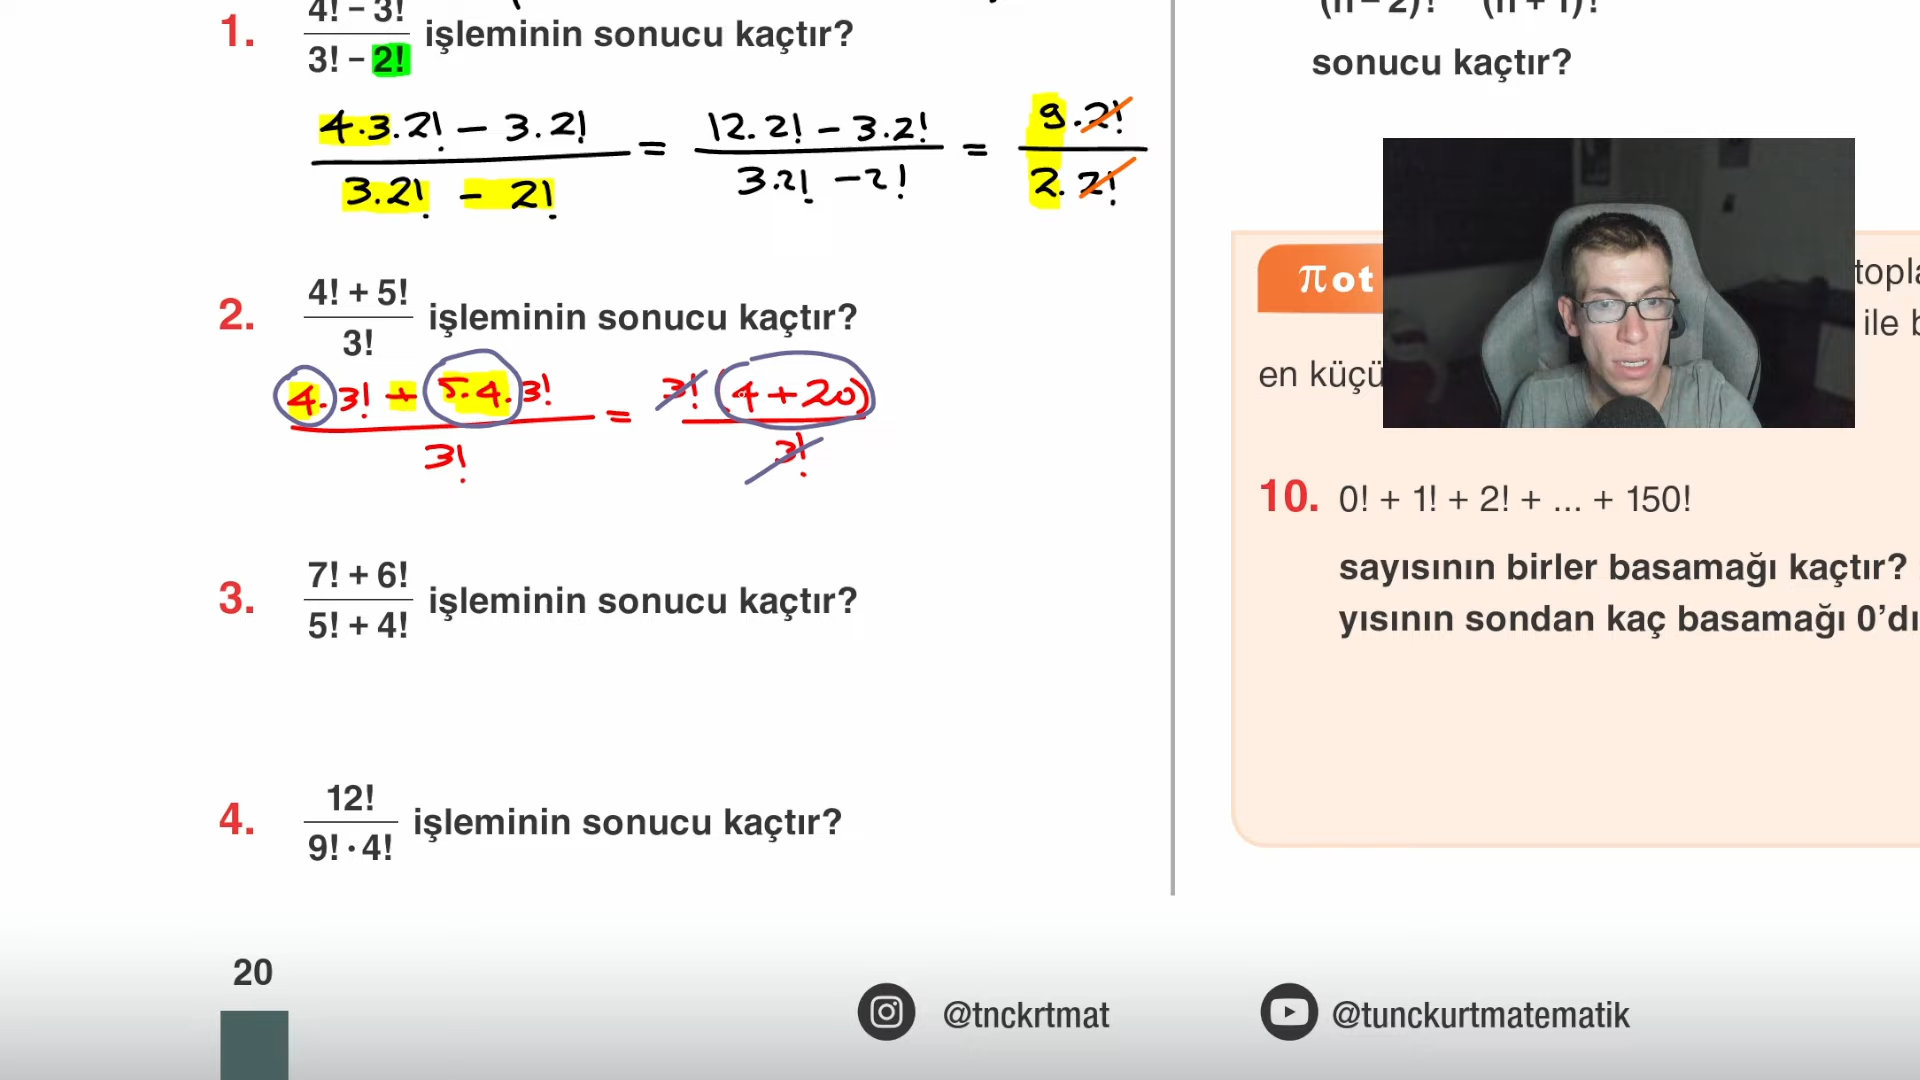 4! – 3!
1.
3! – 2!
işleminin sonucu kaçtır?
4.3.2! – 3.2! = 12.2! – 3.2! = 9.2!
3.2! – 2! 3.2! – 2! 2.2!
2.
4! + 5!
3!
işleminin sonucu kaçtır?
4.3! + 5.4.3! = 3! (4+20)
3! 3!
3.
7! + 6!
5! + 4!
işleminin sonucu kaçtır?
4.
12!
9! · 4!
işleminin sonucu kaçtır?
20
(n – 2)! (n + 1)!
sonucu kaçtır?
πot
ile
en küçü
10. 0! + 1! + 2! + ... + 150!
sayısının birler basamağı kaçtır?
yısının sondan kaç basamağı 0'dı
@tnckrtmat
@tunckurtmatematik